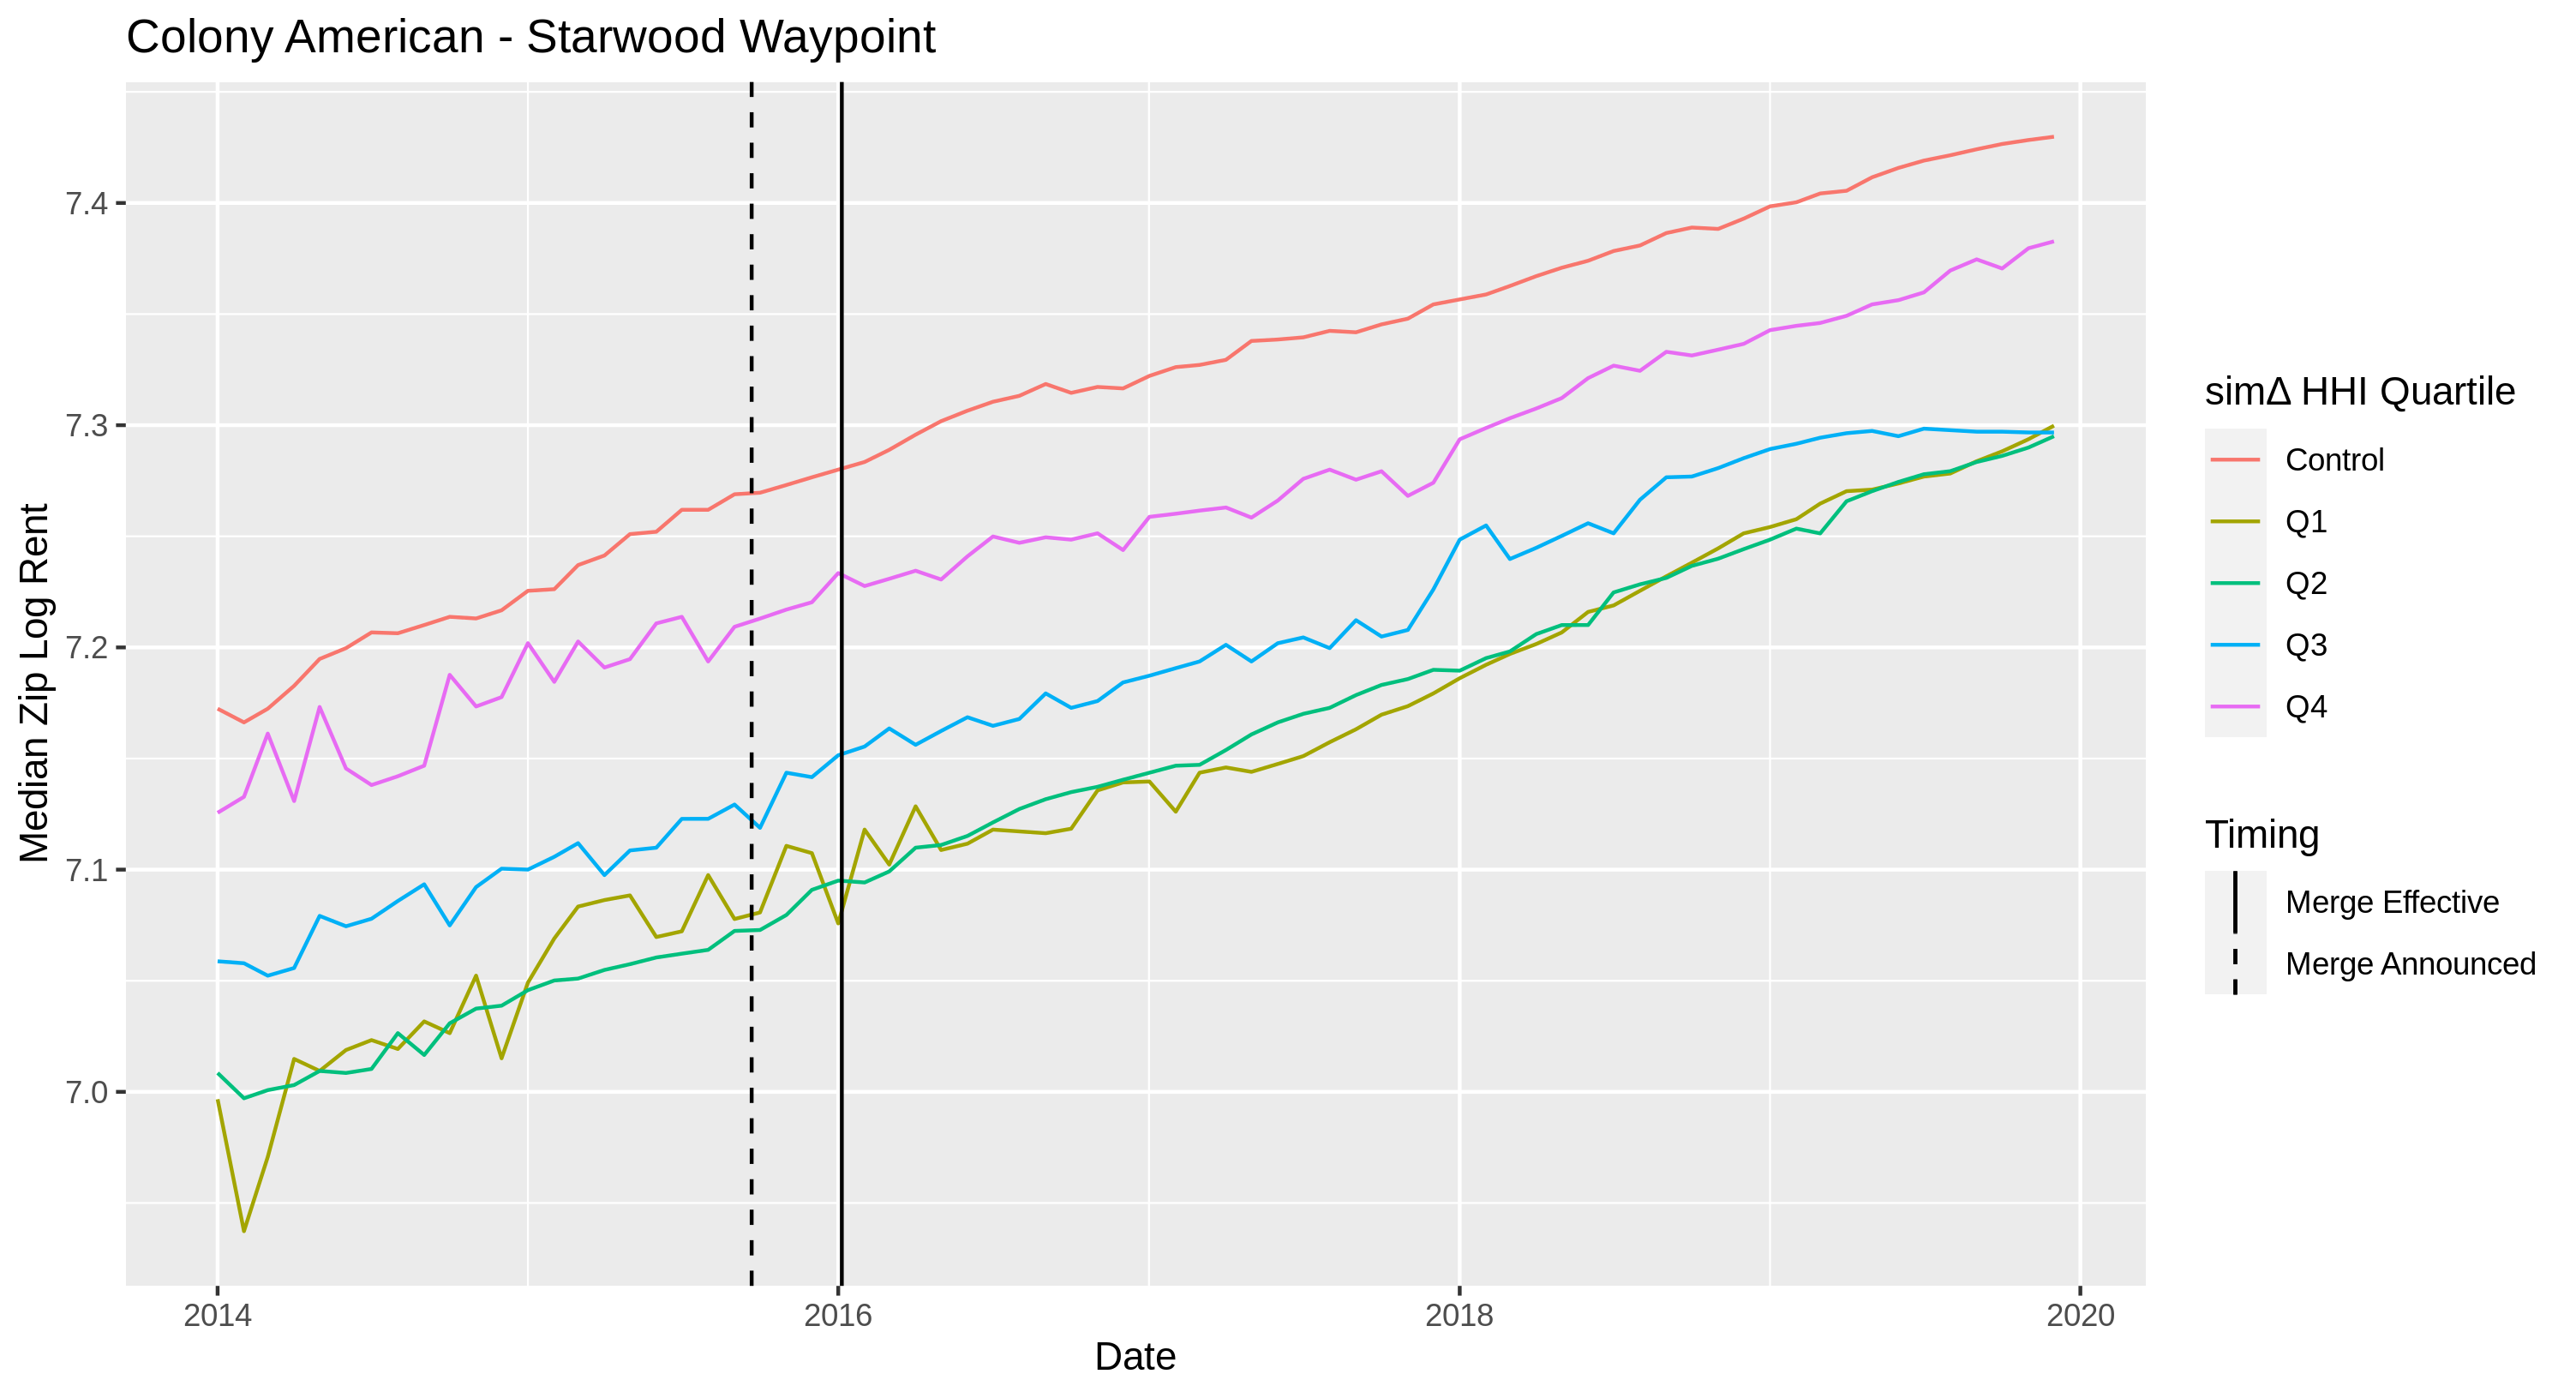 Colony American - Starwood Waypoint
Median Zip Log Rent
7.4
7.3
7.2
7.1
7.0
2014
2016
2018
2020
Date
simΔ HHI Quartile
Control
Q1
Q2
Q3
Q4
Timing
Merge Effective
Merge Announced